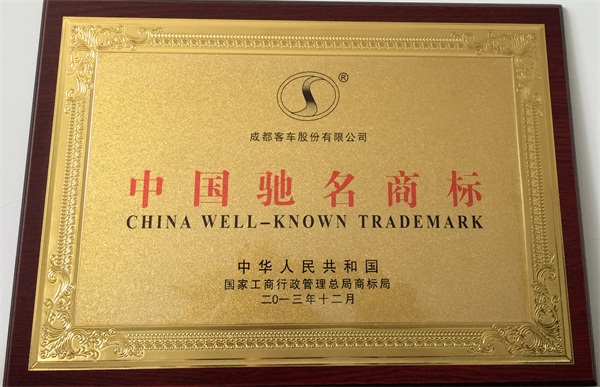 ®
成都客车股份有限公司
中国驰名商标
CHINA WELL-KNOWN TRADEMARK
中华人民共和国
国家工商行政管理总局商标局
二〇一三年十二月